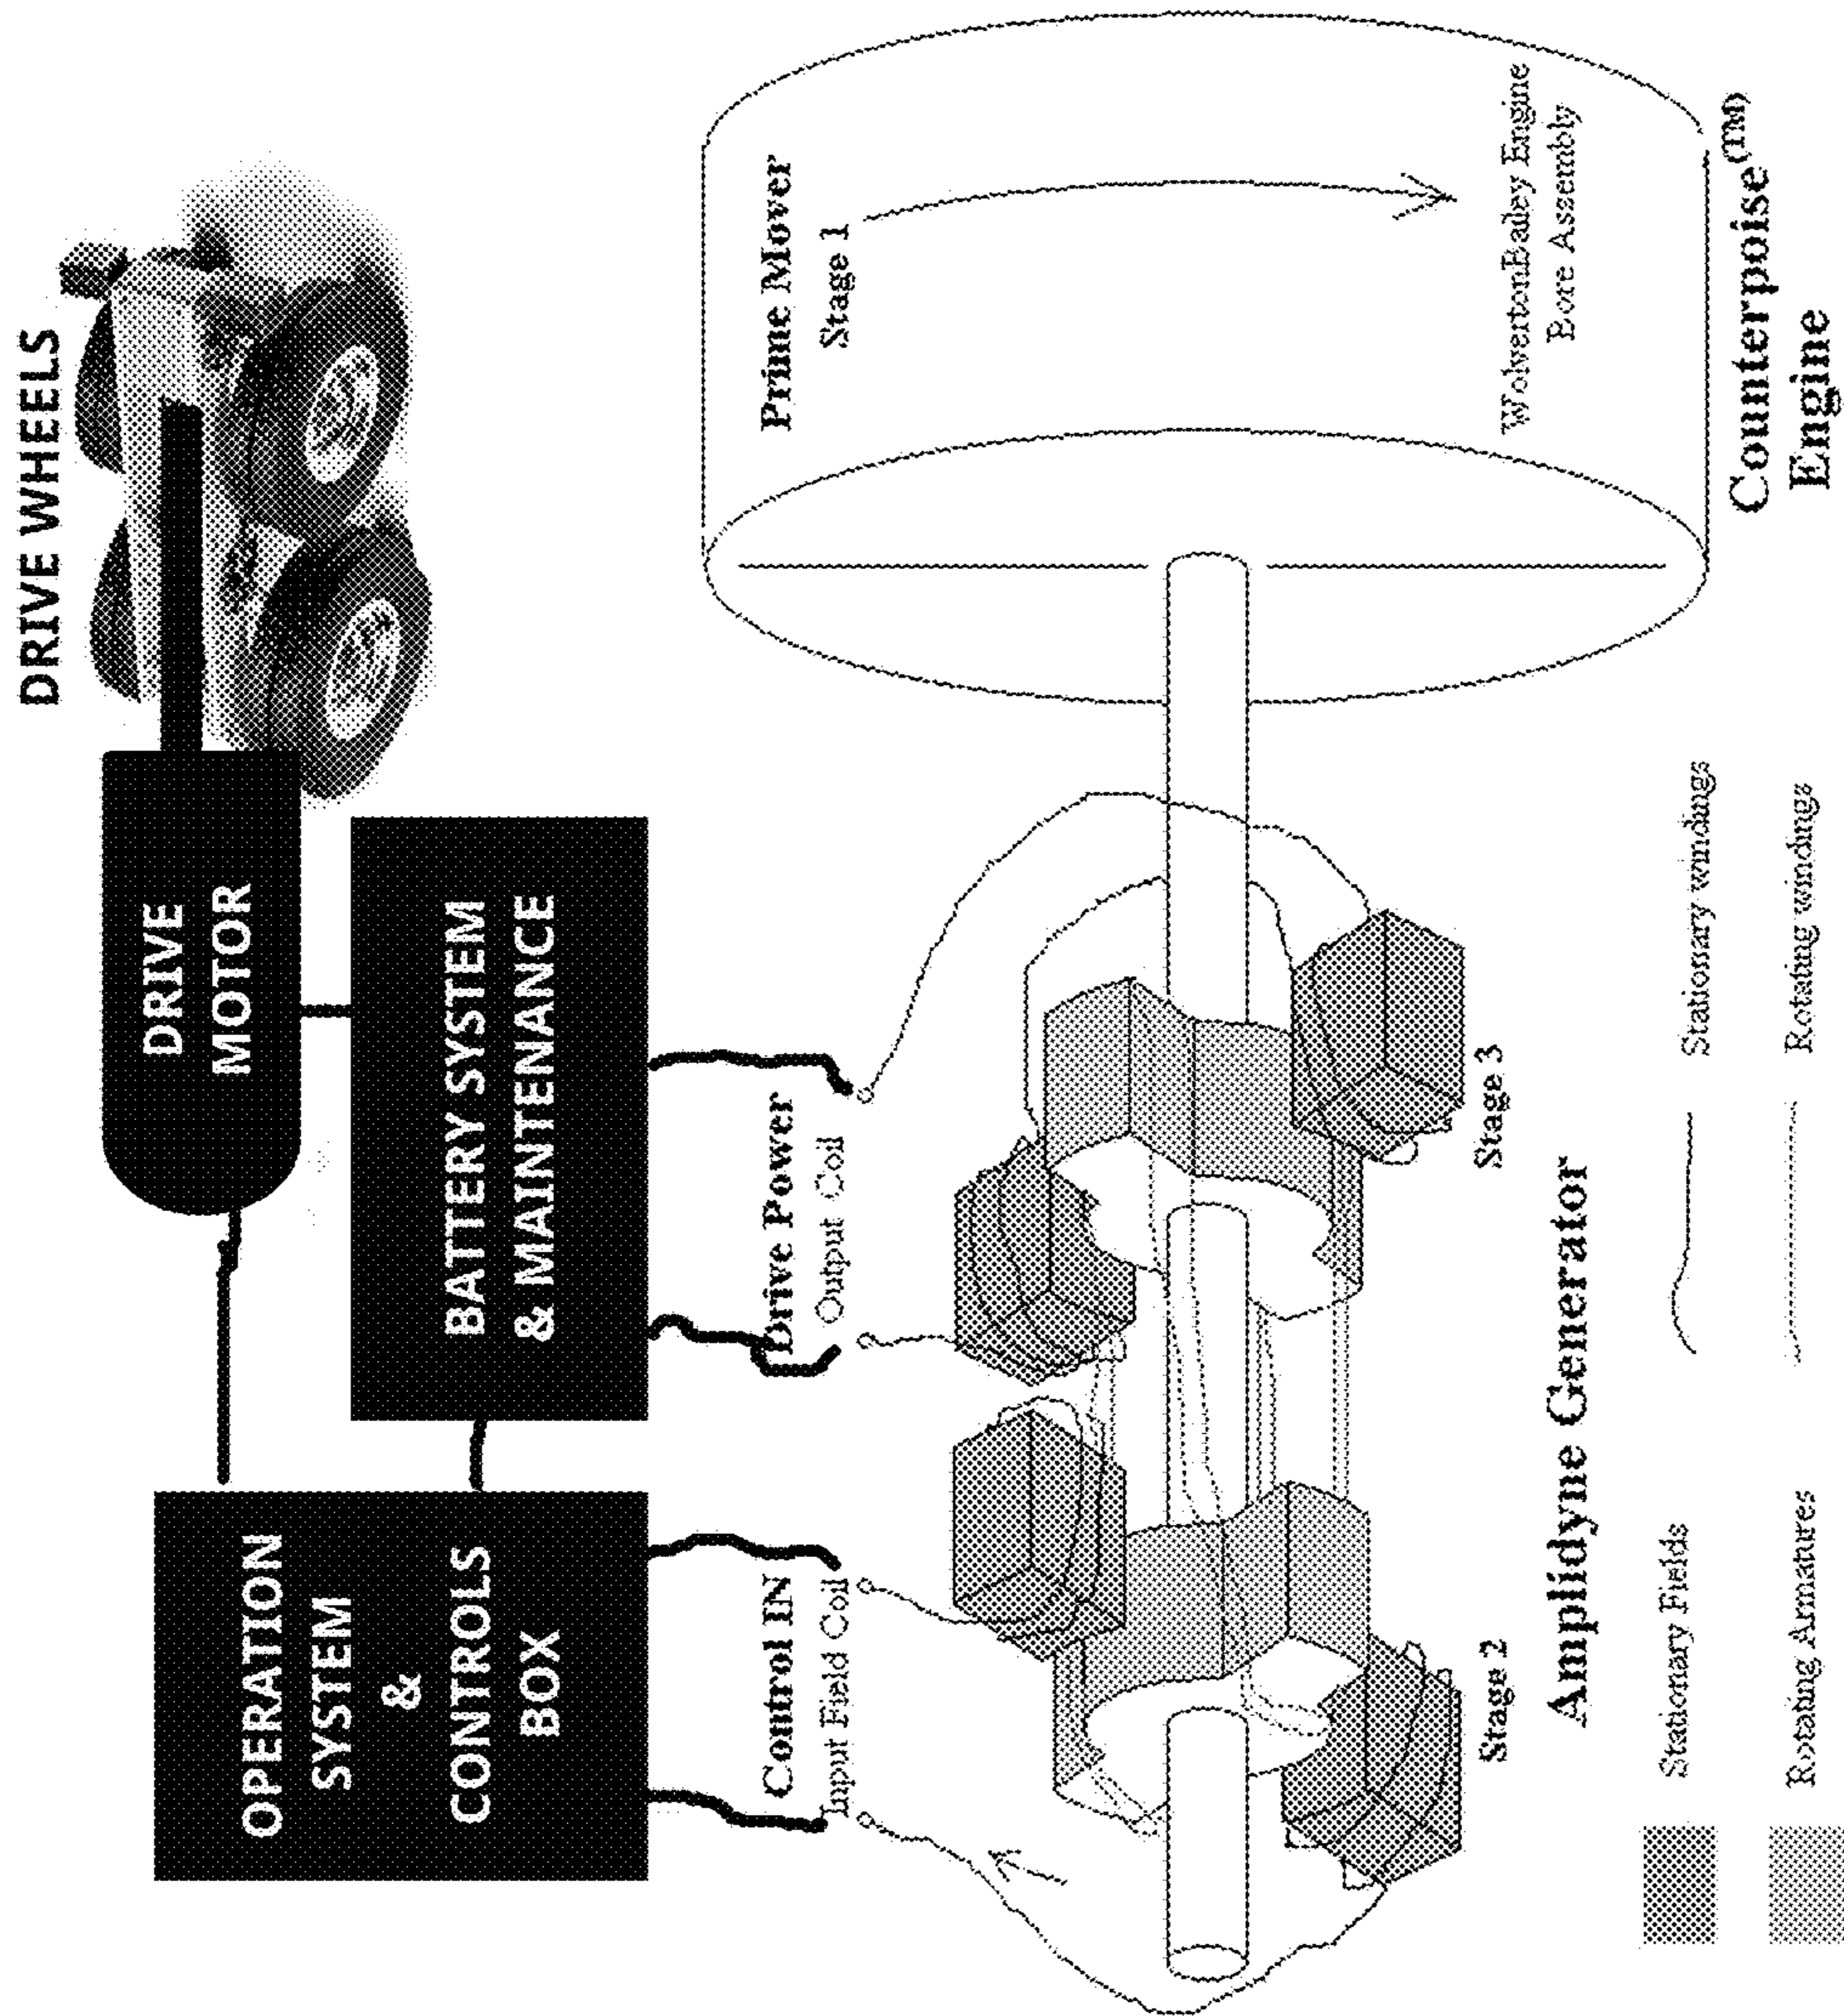 DRIVE WHEELS
DRIVE
MOTOR
OPERATION
SYSTEM
&
CONTROLS
BOX
BATTERY SYSTEM
& MAINTENANCE
Control IN
Input Field Coil
Drive Power
Output Coil
Prime Mover
Stage 1
WolvertonBailey Engine
Bore Assembly
Stage 2
Stage 3
Amplidyne Generator
Counterpoise(TM)
Engine
Stationary Fields
Stationary windings
Rotating Armatures
Rotating windings